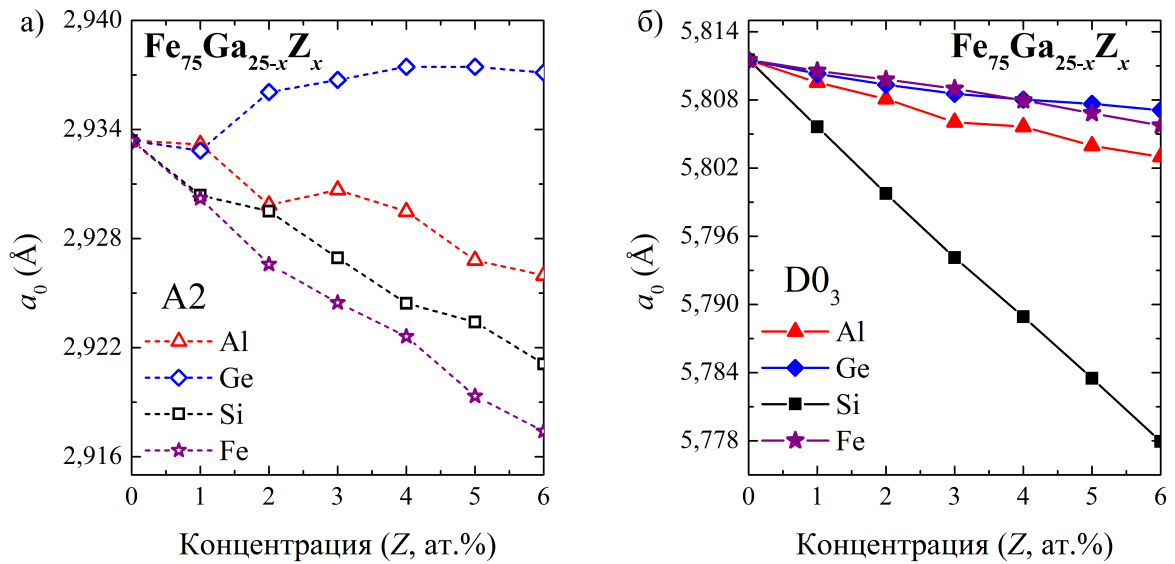 а)
Fe75Ga25-xZx
2,940
2,934
2,928
2,922
2,916
a0 (Å)
A2
Al
Ge
Si
Fe
0 1 2 3 4 5 6
Концентрация (Z, ат.%)
б)
Fe75Ga25-xZx
5,814
5,808
5,802
5,796
5,790
5,784
5,778
a0 (Å)
D03
Al
Ge
Si
Fe
0 1 2 3 4 5 6
Концентрация (Z, ат.%)